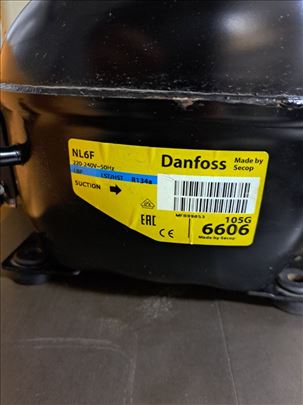 NL6F
220-240V~50Hz
LBP LST/HST R134a
SUCTION
Danfoss
Made by
Secop
EAC
CE
105G
6606
Made by Secop